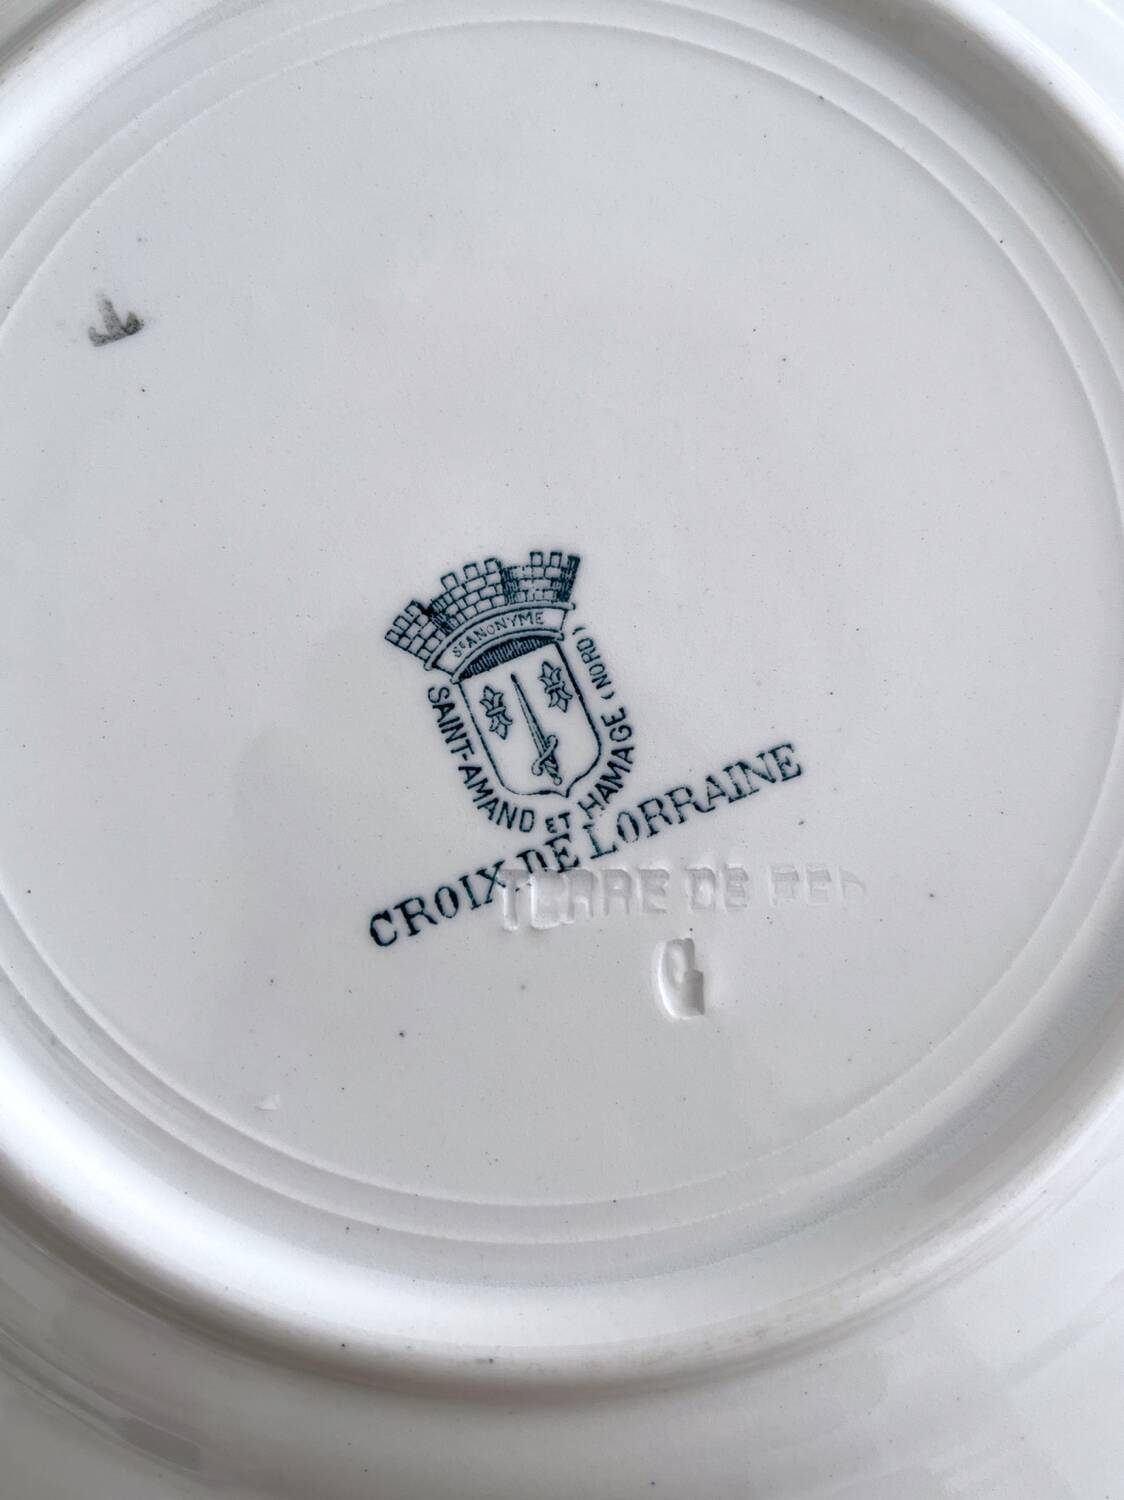 Sté ANONYME
SAINT-AMAND ET HAMAGE (NORD)
CROIX DE LORRAINE
TERRE DE FER
G